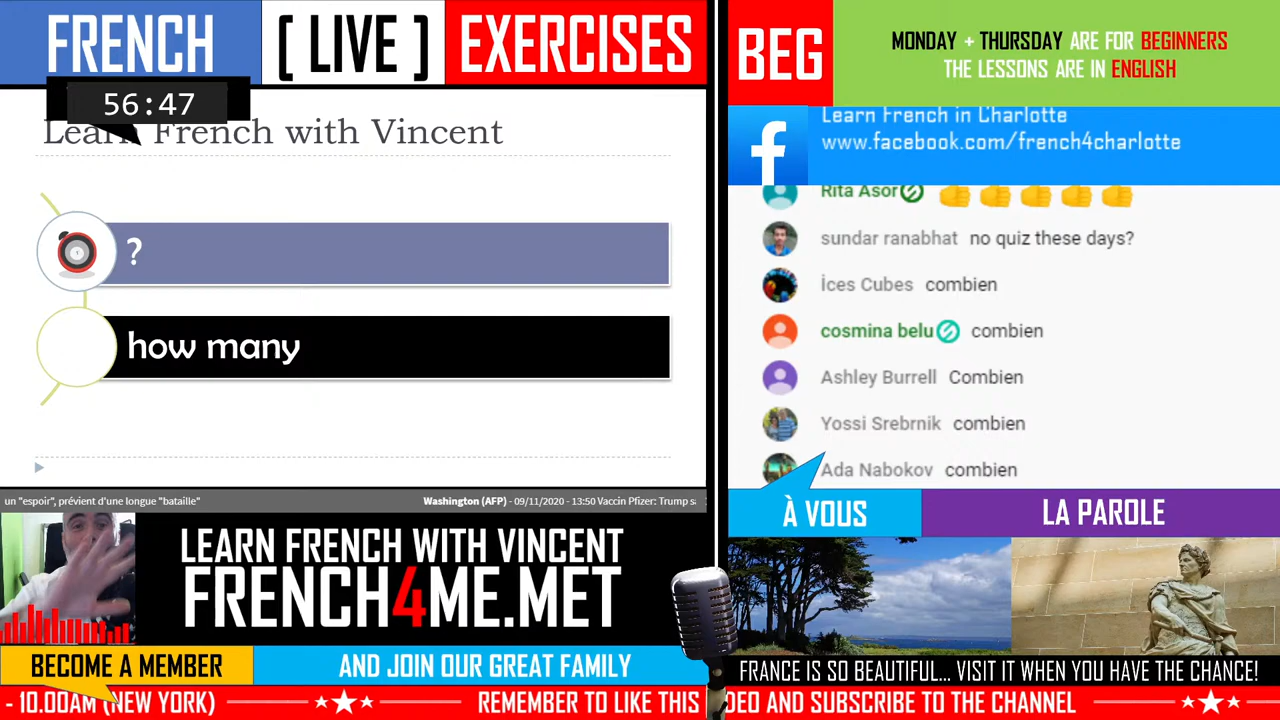 FRENCH
[ LIVE ]
EXERCISES
56:47
Learn French with Vincent
?
how many
un "espoir", prévient d'une longue "bataille"
Washington (AFP) - 09/11/2020 - 13:50 Vaccin Pfizer: Trump sa
LEARN FRENCH WITH VINCENT
FRENCH4ME.MET
BECOME A MEMBER
AND JOIN OUR GREAT FAMILY
BEG
MONDAY + THURSDAY ARE FOR BEGINNERS
THE LESSONS ARE IN ENGLISH
f
Learn French in Charlotte
www.facebook.com/french4charlotte
Rita Asor
sundar ranabhat no quiz these days?
İces Cubes combien
cosmina belu combien
Ashley Burrell Combien
Yossi Srebrnik combien
Ada Nabokov combien
À VOUS
LA PAROLE
FRANCE IS SO BEAUTIFUL... VISIT IT WHEN YOU HAVE THE CHANCE!
- 10.00AM (NEW YORK)
REMEMBER TO LIKE THIS DEO AND SUBSCRIBE TO THE CHANNEL